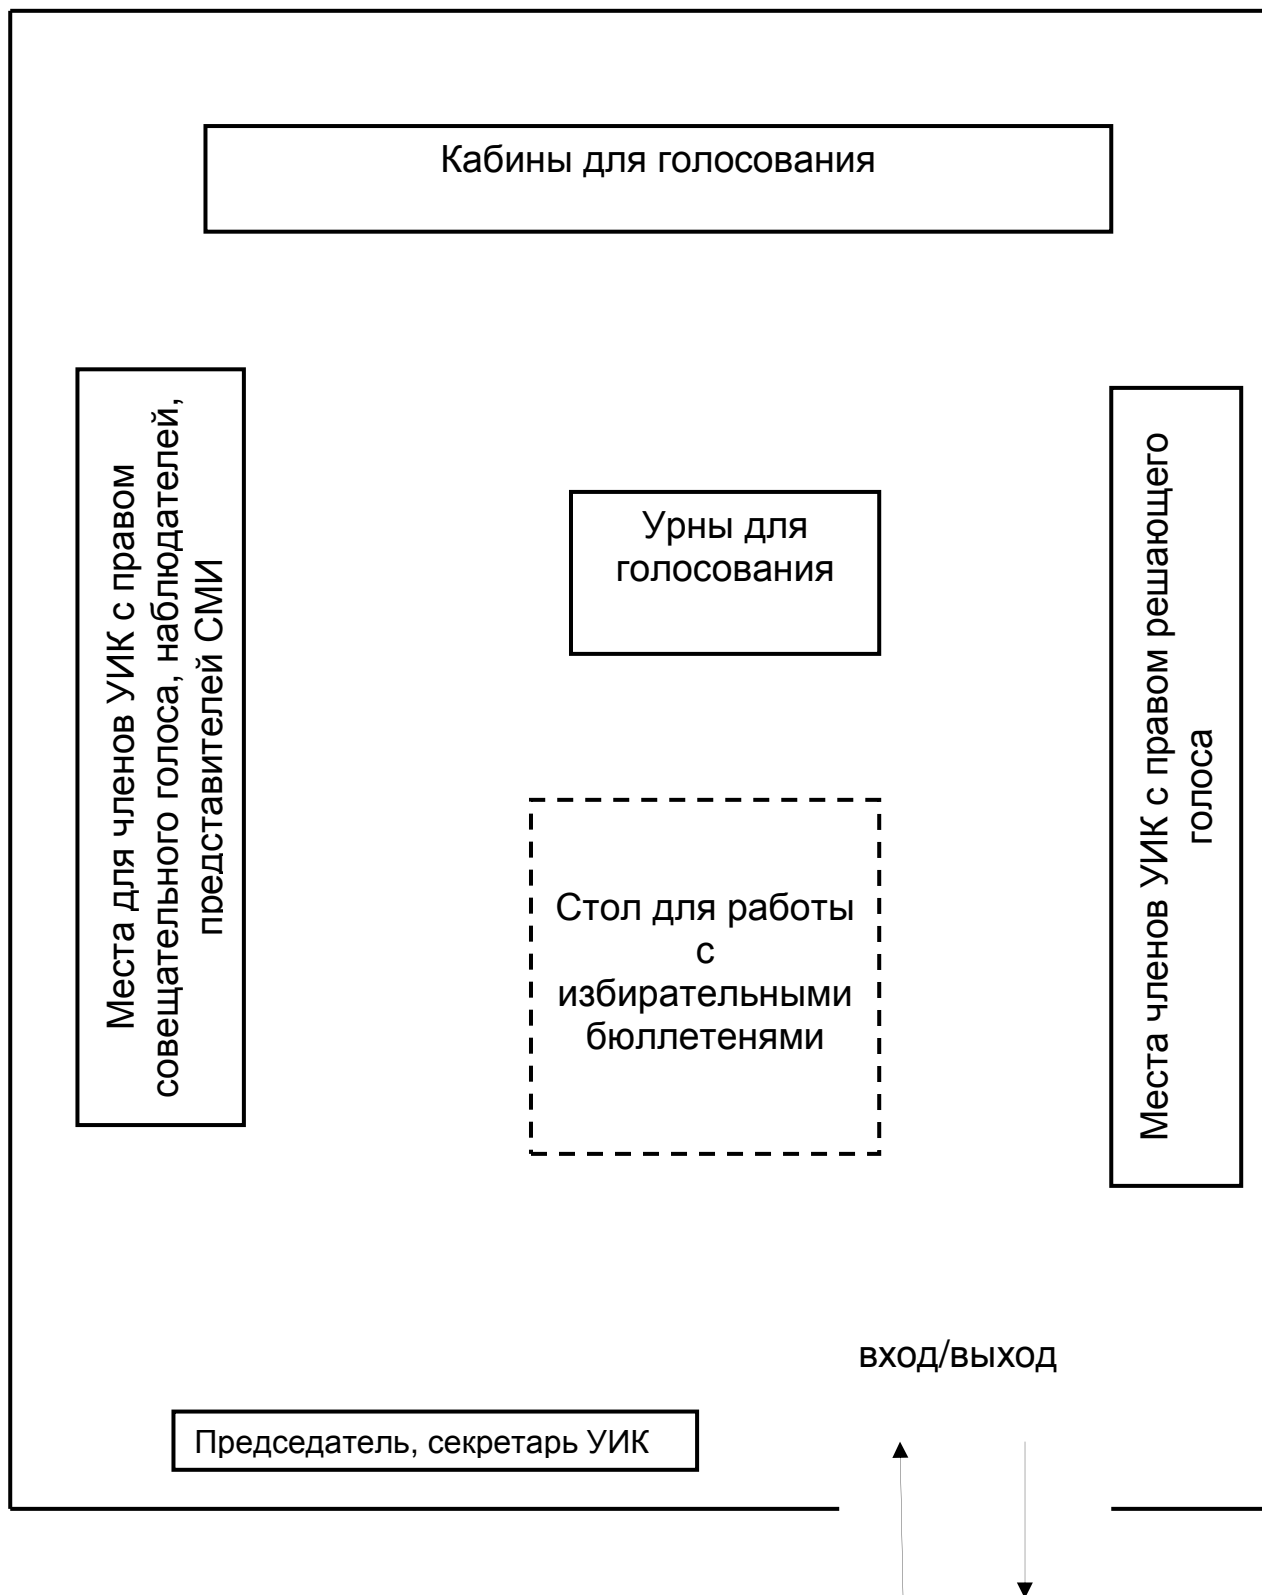 Кабины для голосования
Места для членов УИК с правом
совещательного голоса, наблюдателей,
представителей СМИ
Урны для
голосования
Места членов УИК с правом решающего
голоса
Стол для работы
с
избирательными
бюллетенями
вход/выход
Председатель, секретарь УИК